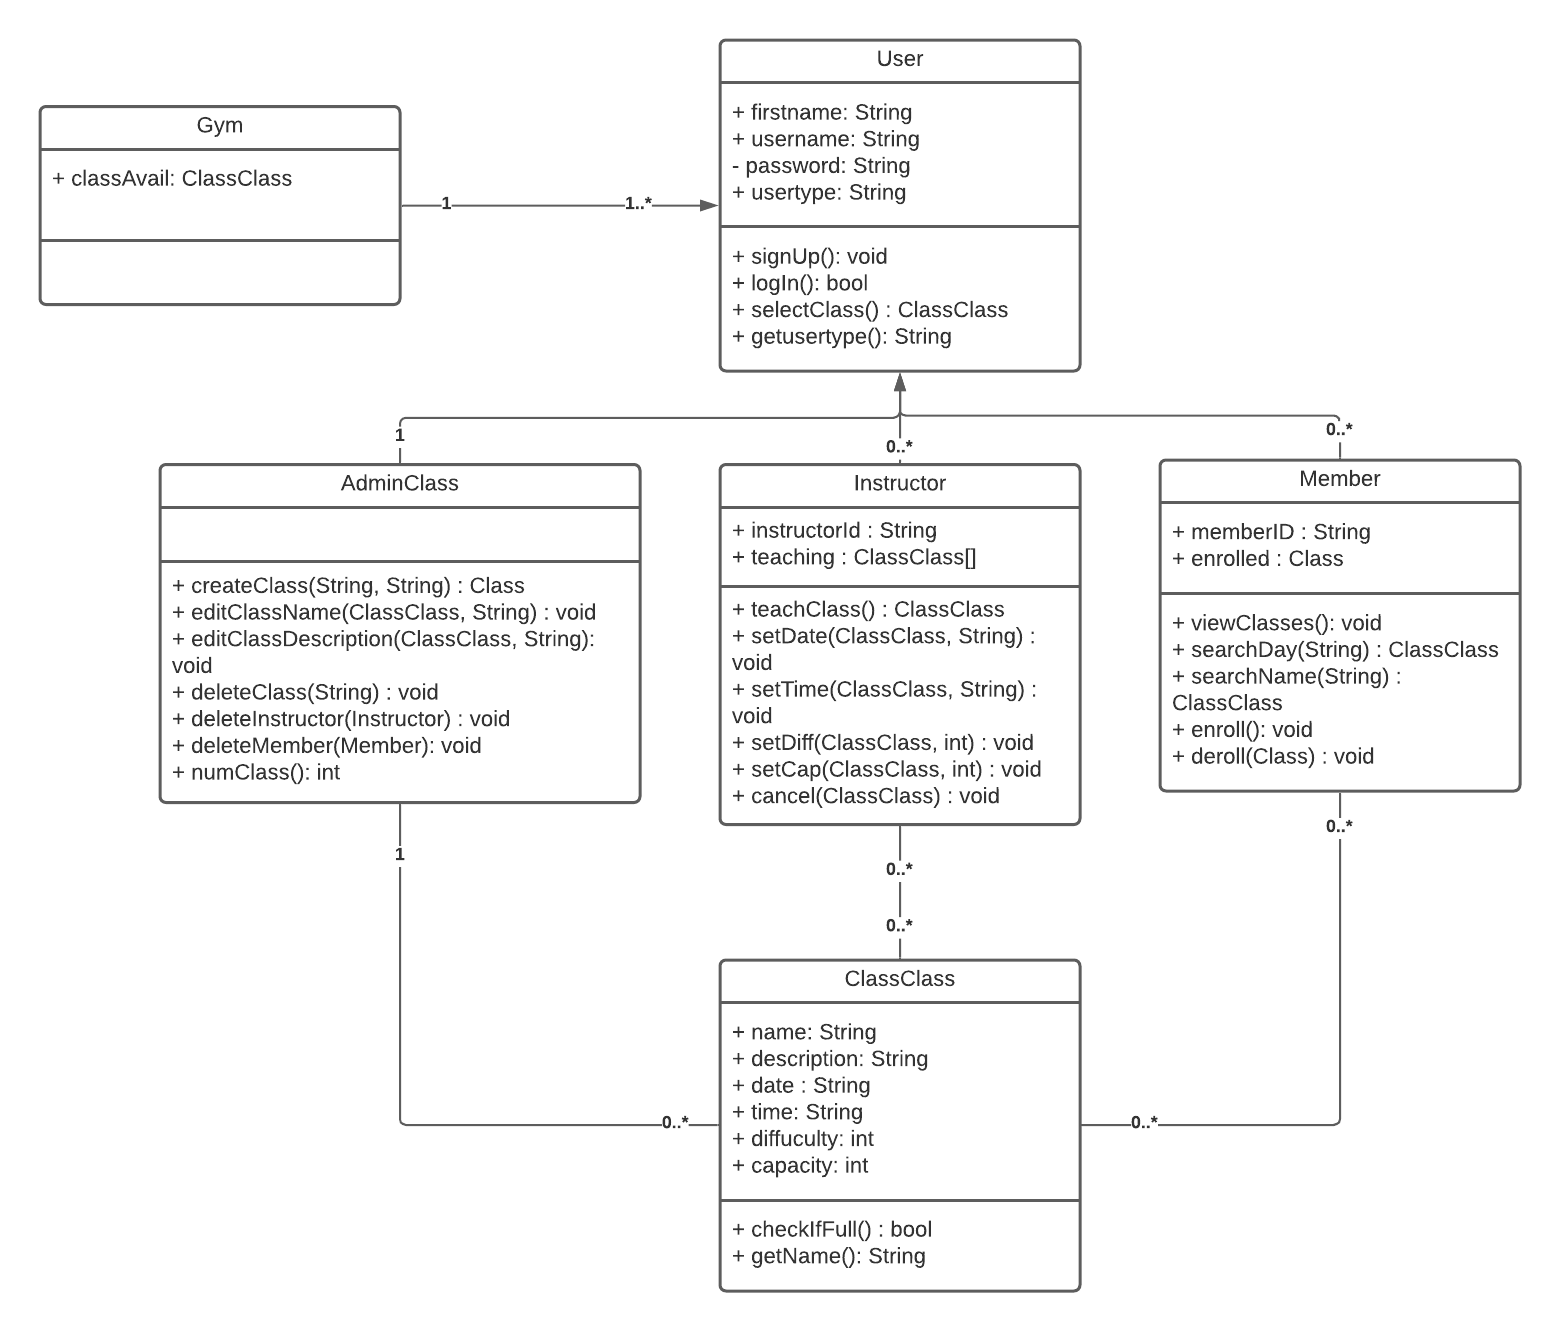 User
+ firstname: String
+ username: String
- password: String
+ usertype: String
+ signUp(): void
+ logIn(): bool
+ selectClass() : ClassClass
+ getusertype(): String
Gym
+ classAvail: ClassClass
1
1..*
1
0..*
0..*
AdminClass
+ createClass(String, String) : Class
+ editClassName(ClassClass, String) : void
+ editClassDescription(ClassClass, String):
void
+ deleteClass(String) : void
+ deleteInstructor(Instructor) : void
+ deleteMember(Member): void
+ numClass(): int
Instructor
+ instructorId : String
+ teaching : ClassClass[]
+ teachClass() : ClassClass
+ setDate(ClassClass, String) :
void
+ setTime(ClassClass, String) :
void
+ setDiff(ClassClass, int) : void
+ setCap(ClassClass, int) : void
+ cancel(ClassClass) : void
Member
+ memberID : String
+ enrolled : Class
+ viewClasses(): void
+ searchDay(String) : ClassClass
+ searchName(String) :
ClassClass
+ enroll(): void
+ deroll(Class) : void
1
0..*
0..*
0..*
0..*
0..*
ClassClass
+ name: String
+ description: String
+ date : String
+ time: String
+ diffuculty: int
+ capacity: int
+ checkIfFull() : bool
+ getName(): String